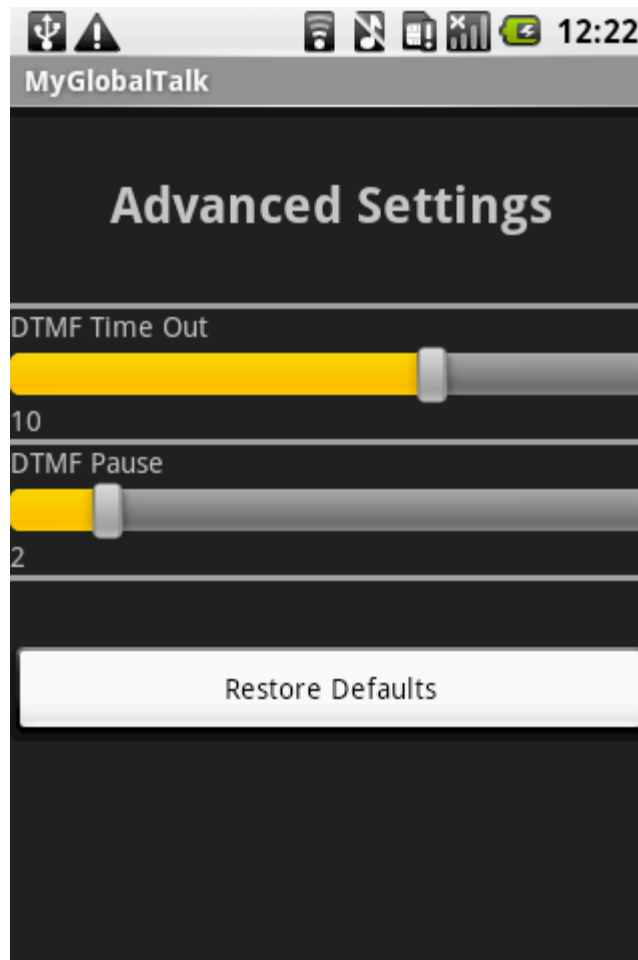 12:22
MyGlobalTalk
Advanced Settings
DTMF Time Out
10
DTMF Pause
2
Restore Defaults